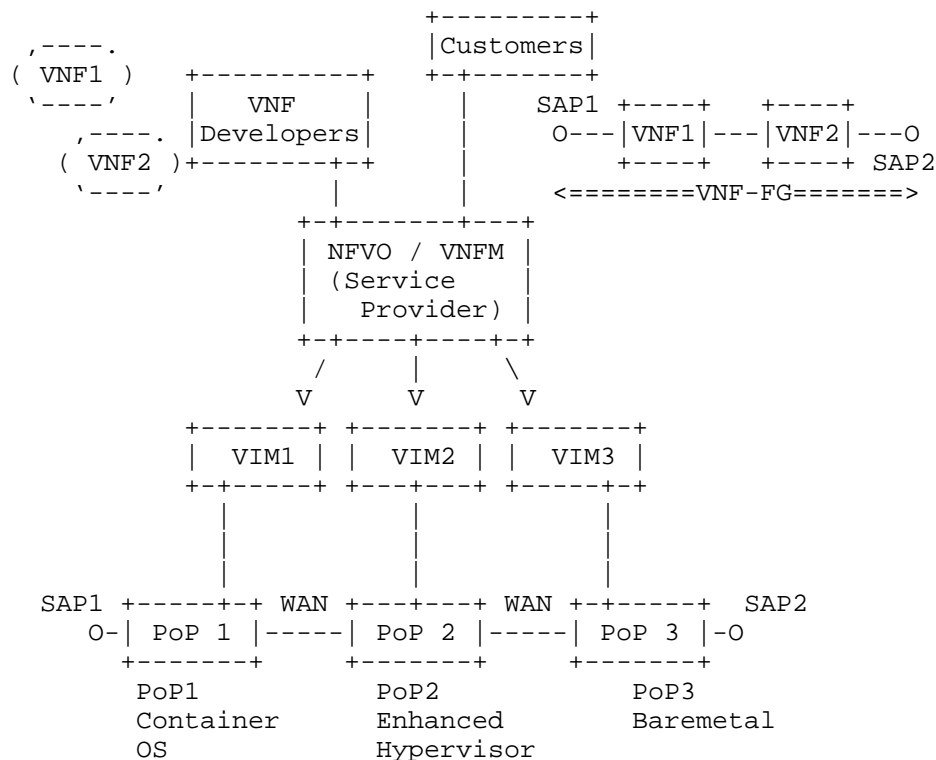 Customers
VNF1
VNF
Developers
SAP1
VNF1 VNF2
VNF2
SAP2
<========VNF-FG=======>
NFVO / VNFM
(Service
Provider)
V V V
VIM1 VIM2 VIM3
SAP1 WAN WAN SAP2
O- PoP 1 PoP 2 PoP 3 -O
PoP1 PoP2 PoP3
Container Enhanced Baremetal
OS Hypervisor